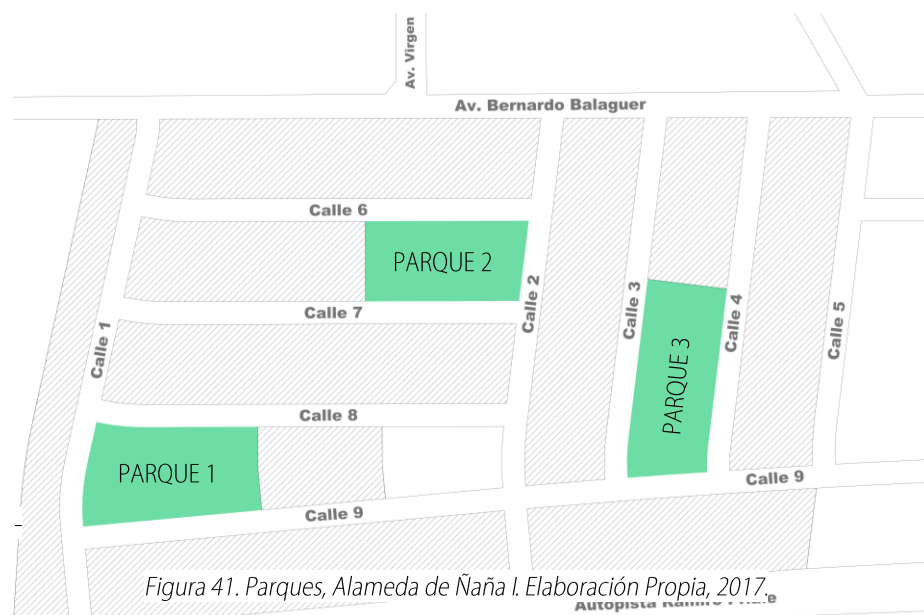 Av. Virgen
Av. Bernardo Balaguer
Calle 6
PARQUE 2
Calle 2
Calle 3
Calle 4
Calle 5
Calle 7
Calle 1
PARQUE 3
Calle 8
PARQUE 1
Calle 9
Calle 9
Figura 41. Parques, Alameda de Ñaña I. Elaboración Propia, 2017.
Autopista Ramiro Priale